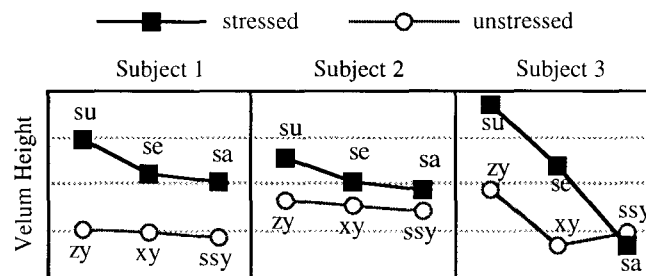 stressed unstressed
Subject 1 Subject 2 Subject 3
Velum Height
su se sa
zy xy ssy
su se sa
zy xy ssy
su se sa
zy xy ssy